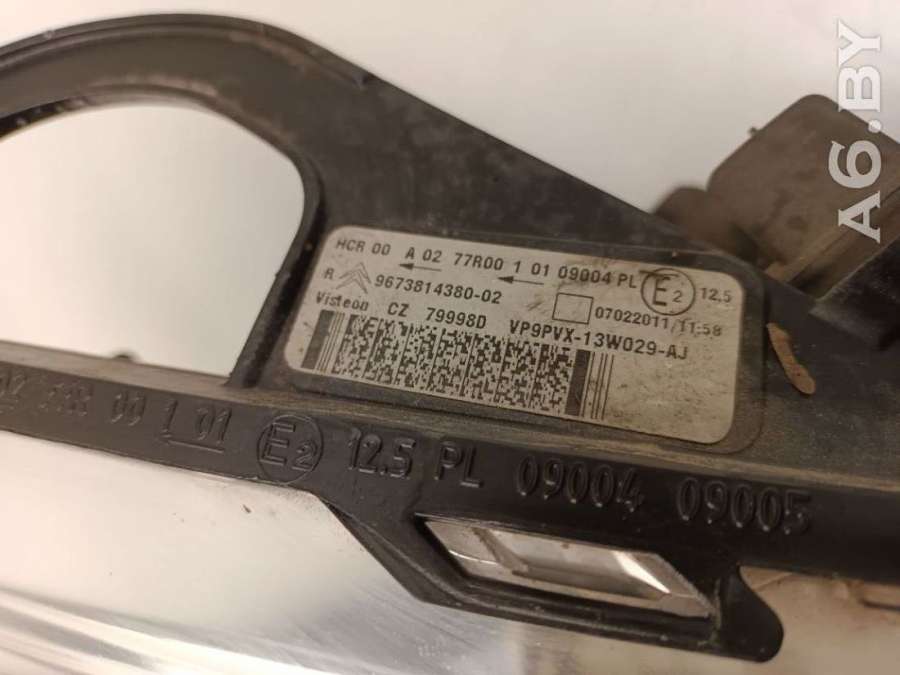 HCR 00 A 02 77R00 1 01 09004 PL E2 12.5
R 9673814380-02 07022011/11:58
Visteon CZ 79998D VP9PVX-13W029-AJ
00 1 01 E2 12.5 PL 09004 09005
A6.BY